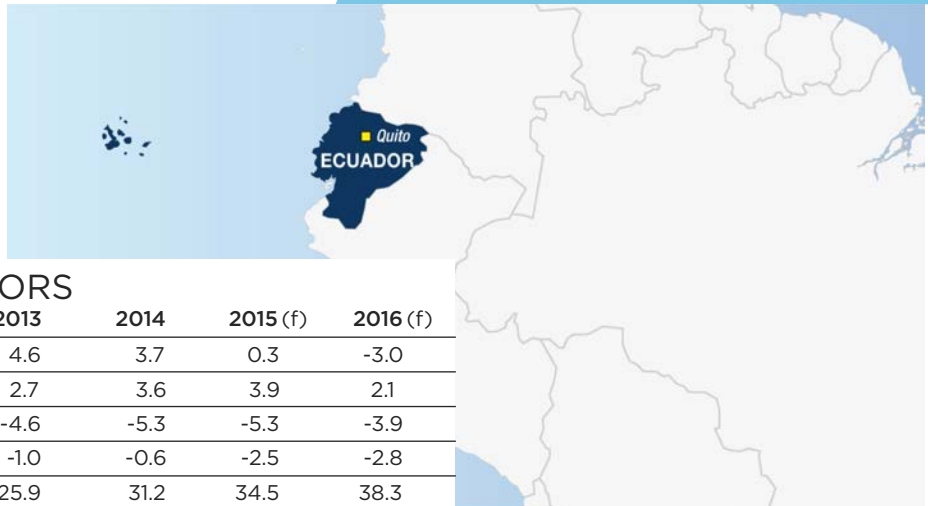 Quito
ECUADOR
ORS
2013 2014 2015 (f) 2016 (f)
4.6 3.7 0.3 -3.0
2.7 3.6 3.9 2.1
-4.6 -5.3 -5.3 -3.9
-1.0 -0.6 -2.5 -2.8
25.9 31.2 34.5 38.3